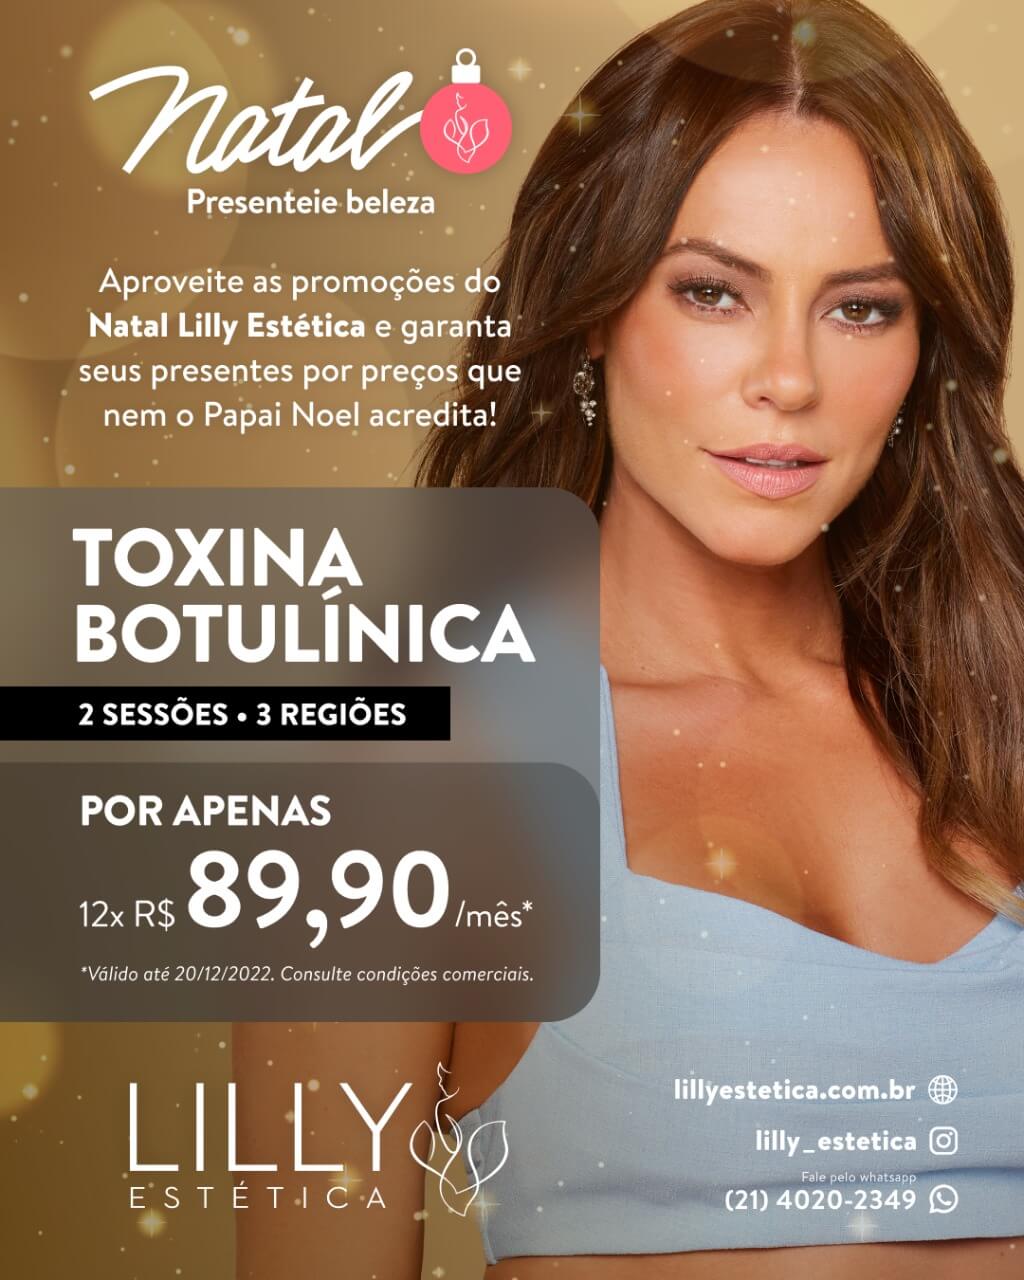 Natal
Presenteie beleza
Aproveite as promoções do
Natal Lilly Estética e garanta
seus presentes por preços que
nem o Papai Noel acredita!
TOXINA
BOTULÍNICA
2 SESSÕES • 3 REGIÕES
POR APENAS
12x R$ 89,90 /mês*
*Válido até 20/12/2022. Consulte condições comerciais.
LILLY
ESTÉTICA
lillyestetica.com.br
lilly_estetica
Fale pelo whatsapp
(21) 4020-2349